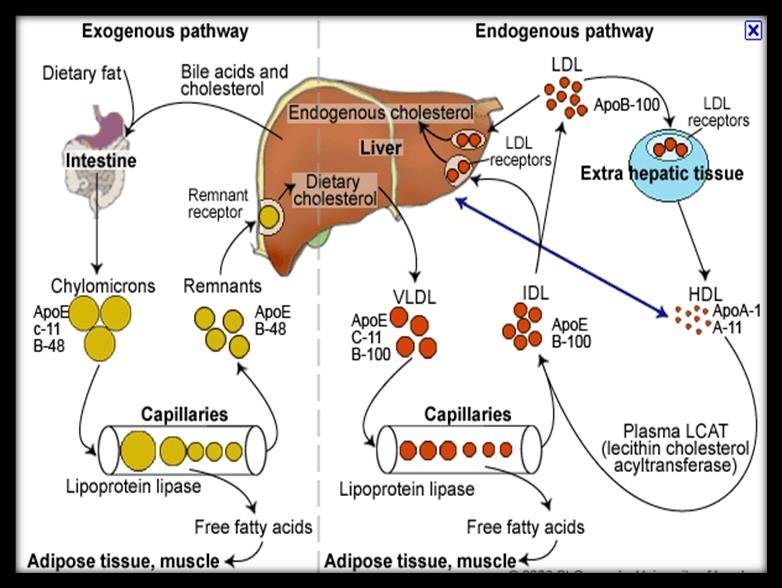 Exogenous pathway
Endogenous pathway
Dietary fat
Bile acids and
cholesterol
Intestine
Endogenous cholesterol
Liver
LDL
receptors
Dietary
cholesterol
Remnant
receptor
LDL
ApoB-100
LDL
receptors
Extra hepatic tissue
Chylomicrons
ApoE
c-11
B-48
Remnants
ApoE
B-48
VLDL
ApoE
C-11
B-100
IDL
ApoE
B-100
HDL
ApoA-1
A-11
Capillaries
Lipoprotein lipase
Free fatty acids
Adipose tissue, muscle
Capillaries
Lipoprotein lipase
Free fatty acids
Adipose tissue, muscle
Plasma LCAT
(lecithin cholesterol
acyltransferase)